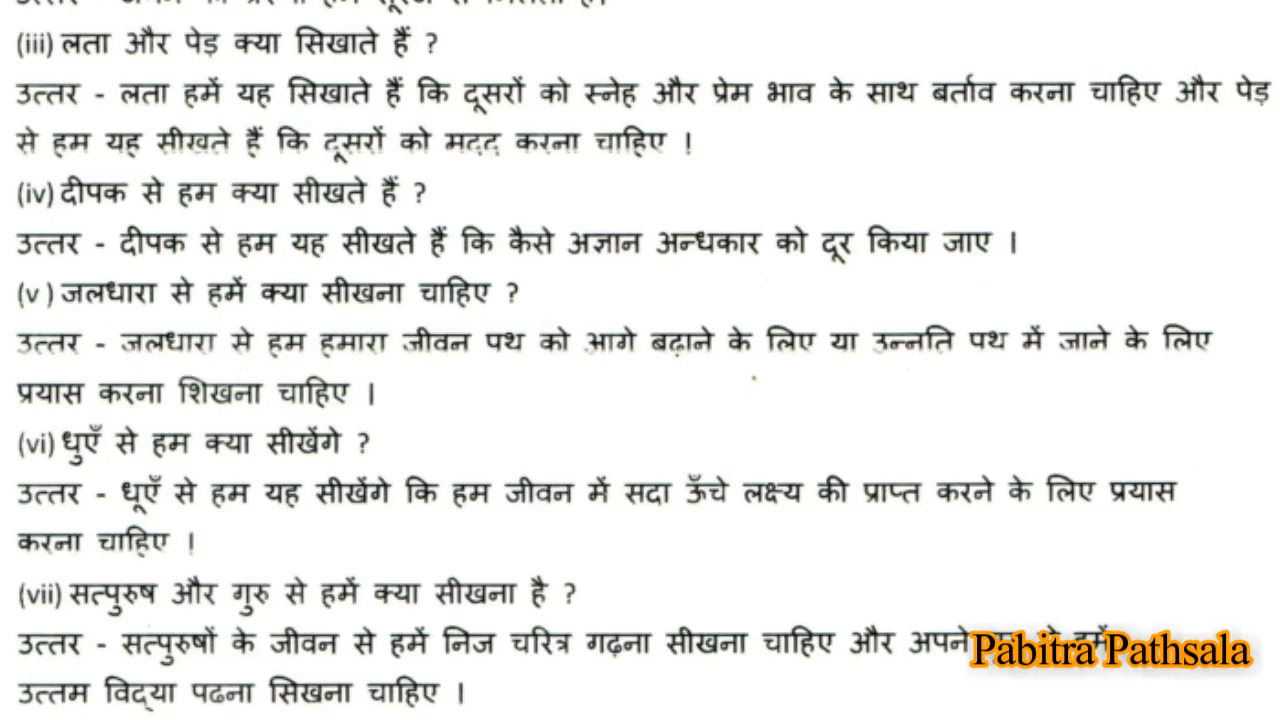 (iii) लता और पेड़ क्या सिखाते हैं ?
उत्तर - लता हमें यह सिखाते हैं कि दूसरों को स्नेह और प्रेम भाव के साथ बर्ताव करना चाहिए और पेड़
से हम यह सीखते हैं कि दूसरों को मदद करना चाहिए !
(iv) दीपक से हम क्या सीखते हैं ?
उत्तर - दीपक से हम यह सीखते हैं कि कैसे अज्ञान अन्धकार को दूर किया जाए ।
(v ) जलधारा से हमें क्या सीखना चाहिए ?
उत्तर - जलधारा से हम हमारा जीवन पथ को आगे बढ़ाने के लिए या उन्नति पथ में जाने के लिए
प्रयास करना शिखना चाहिए ।
(vi) धुएँ से हम क्या सीखेंगे ?
उत्तर - धूएँ से हम यह सीखेंगे कि हम जीवन में सदा ऊँचे लक्ष्य की प्राप्त करने के लिए प्रयास
करना चाहिए ।
(vii) सत्पुरुष और गुरु से हमें क्या सीखना है ?
उत्तर - सत्पुरुषों के जीवन से हमें निज चरित्र गढ़ना सीखना चाहिए और अपने
Pabitra Pathsala
उत्तम विद्या पढना सिखना चाहिए ।